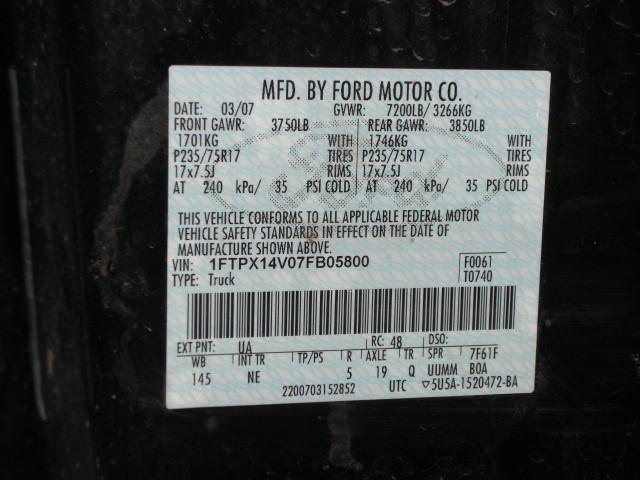 MFD. BY FORD MOTOR CO.
DATE: 03/07 GVWR: 7200LB/ 3266KG
FRONT GAWR: 3750LB REAR GAWR: 3850LB
1701KG WITH 1746KG WITH
P235/75R17 TIRES P235/75R17 TIRES
17x7.5J RIMS 17x7.5J RIMS
AT 240 kPa/ 35 PSI COLD AT 240 kPa/ 35 PSI COLD
THIS VEHICLE CONFORMS TO ALL APPLICABLE FEDERAL MOTOR
VEHICLE SAFETY STANDARDS IN EFFECT ON THE DATE OF
MANUFACTURE SHOWN ABOVE.
VIN: 1FTPX14V07FB05800 F0061
TYPE: Truck T0740
EXT PNT: UA RC: 48 DSO:
WB INT TR TP/PS R AXLE TR SPR 7F61F
145 NE 5 19 Q UUMM BOA
2200703152852 UTC ▽5U5A-1520472-BA
Ford